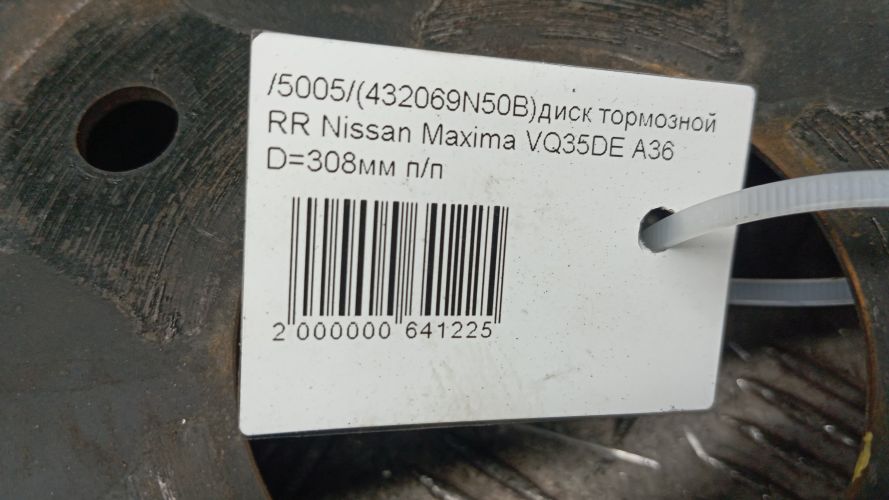 /5005/(432069N50B)диск тормозной
RR Nissan Maxima VQ35DE A36
D=308мм п/п
2 000000 641225